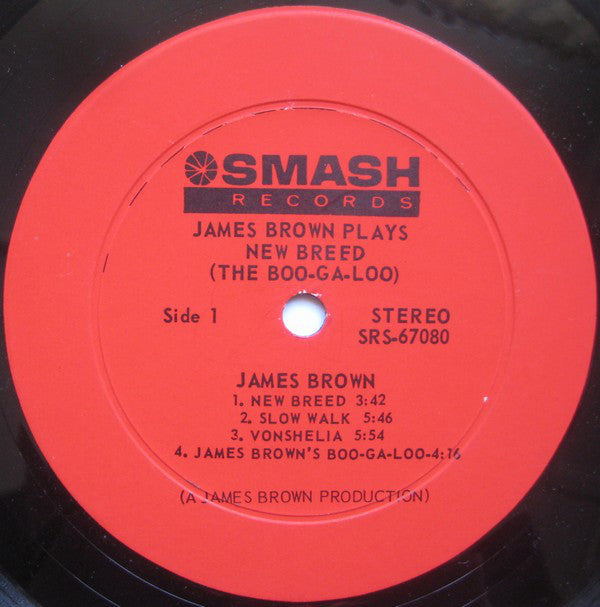 SMASH
RECORDS
JAMES BROWN PLAYS
NEW BREED
(THE BOO-GA-LOO)
Side 1
STEREO
SRS-67080
JAMES BROWN
1. NEW BREED 3:42
2. SLOW WALK 5:46
3. VONSHELIA 5:54
4. JAMES BROWN'S BOO-GA-LOO-4:16
(A JAMES BROWN PRODUCTION)